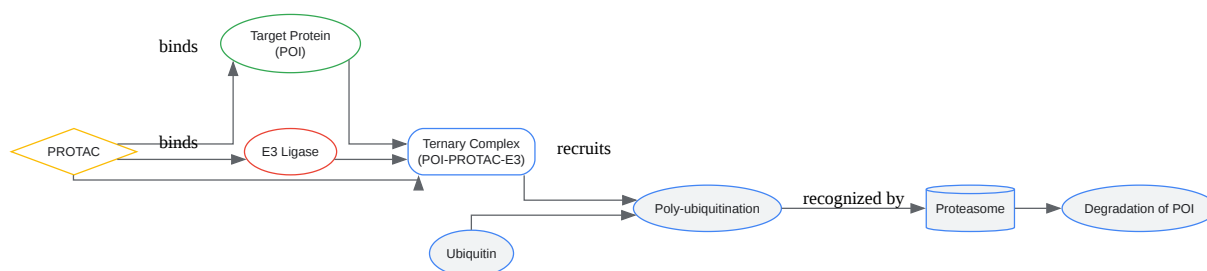 binds
Target Protein
(POI)
PROTAC
binds
E3 Ligase
Ternary Complex
(POI-PROTAC-E3)
recruits
Ubiquitin
Poly-ubiquitination
recognized by
Proteasome
Degradation of POI